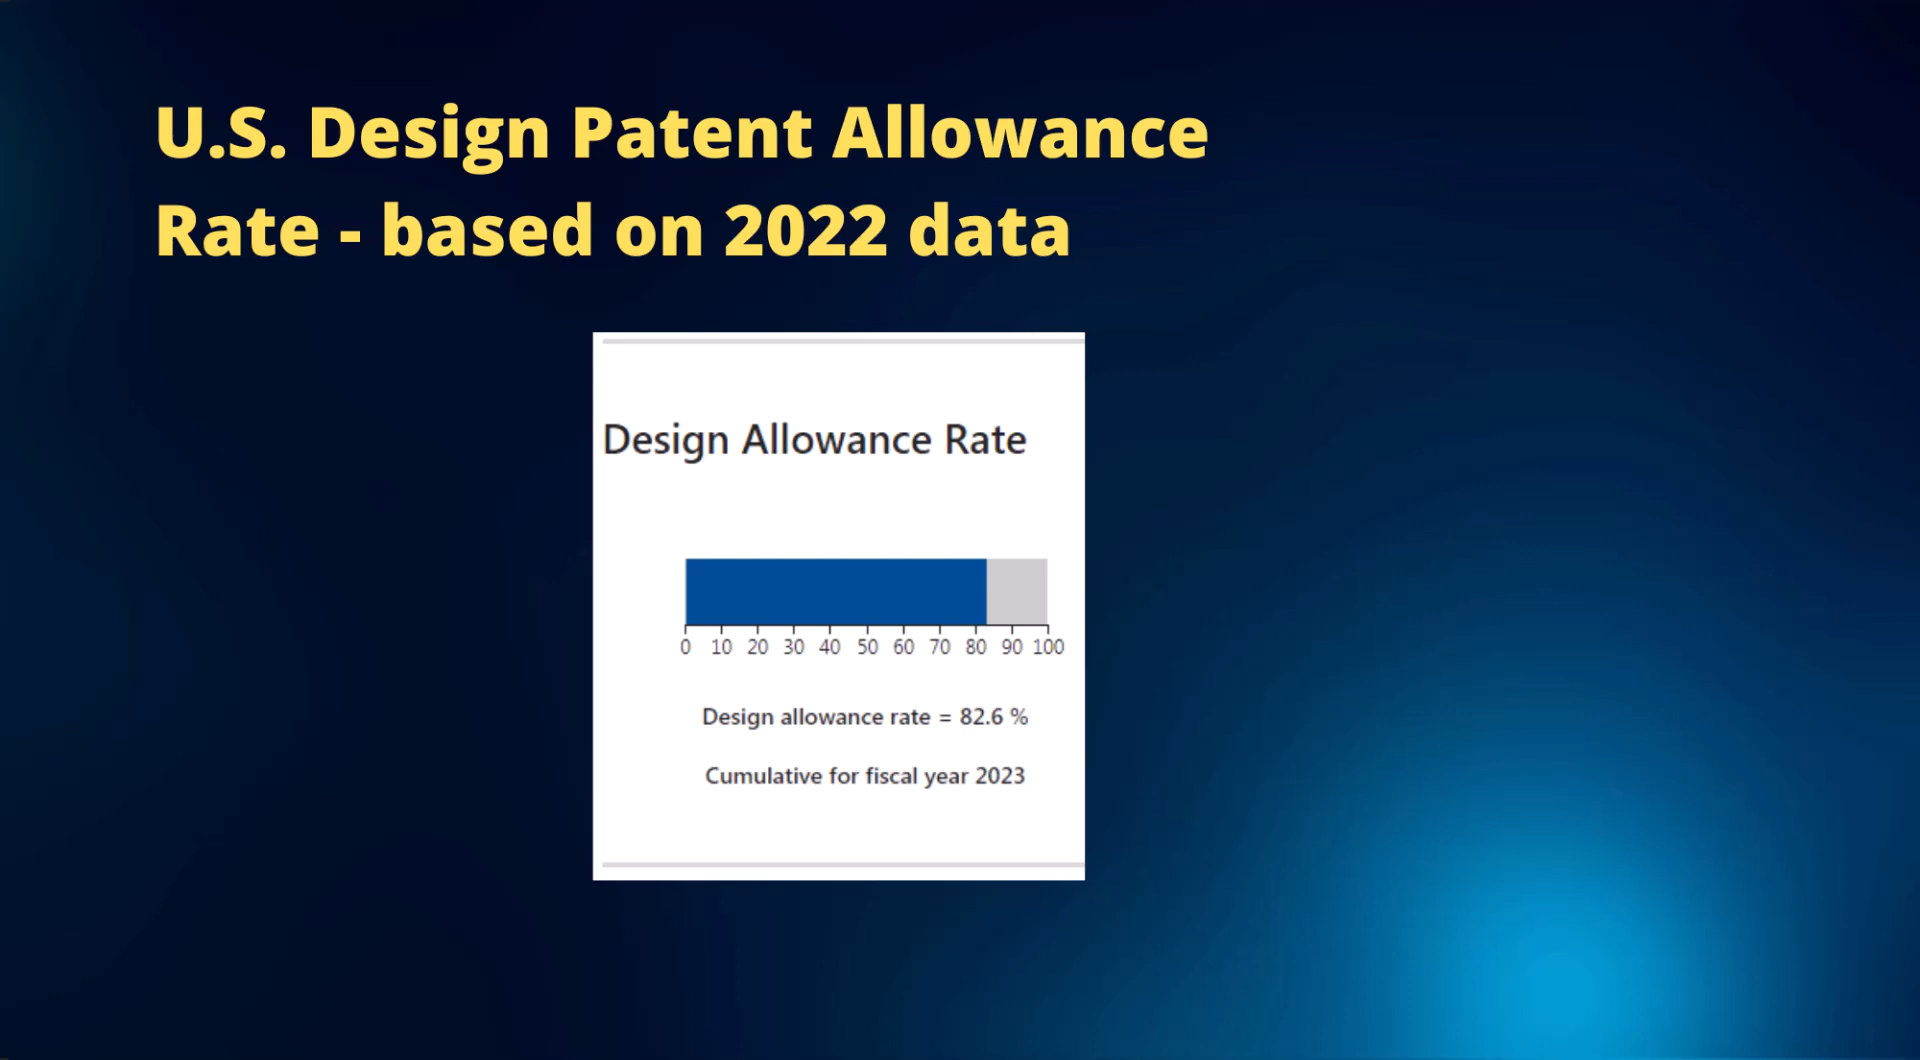 U.S. Design Patent Allowance
Rate - based on 2022 data
Design Allowance Rate
0 10 20 30 40 50 60 70 80 90 100
Design allowance rate = 82.6 %
Cumulative for fiscal year 2023